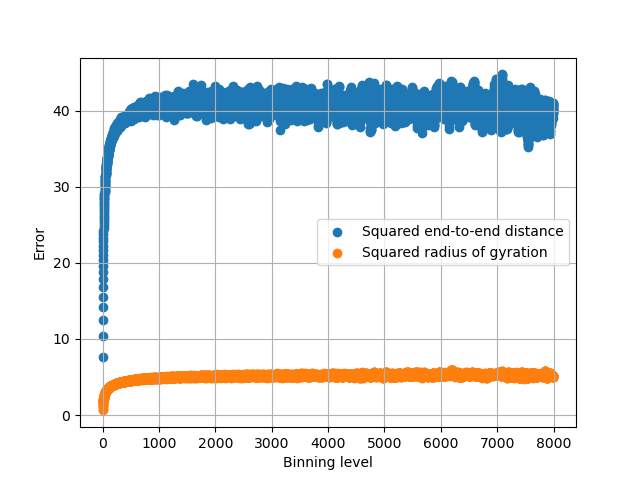 40
30
20
10
0
Error
Squared end-to-end distance
Squared radius of gyration
0 1000 2000 3000 4000 5000 6000 7000 8000
Binning level